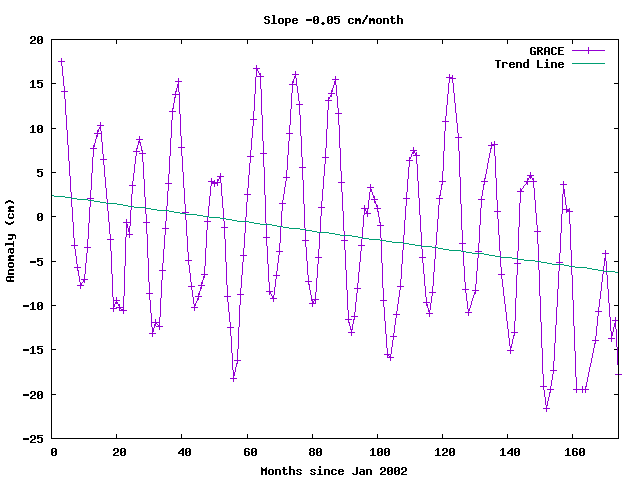 Slope -0.05 cm/month
GRACE
Trend Line
20
15
10
5
0
-5
-10
-15
-20
-25
Anomaly (cm)
0 20 40 60 80 100 120 140 160
Months since Jan 2002